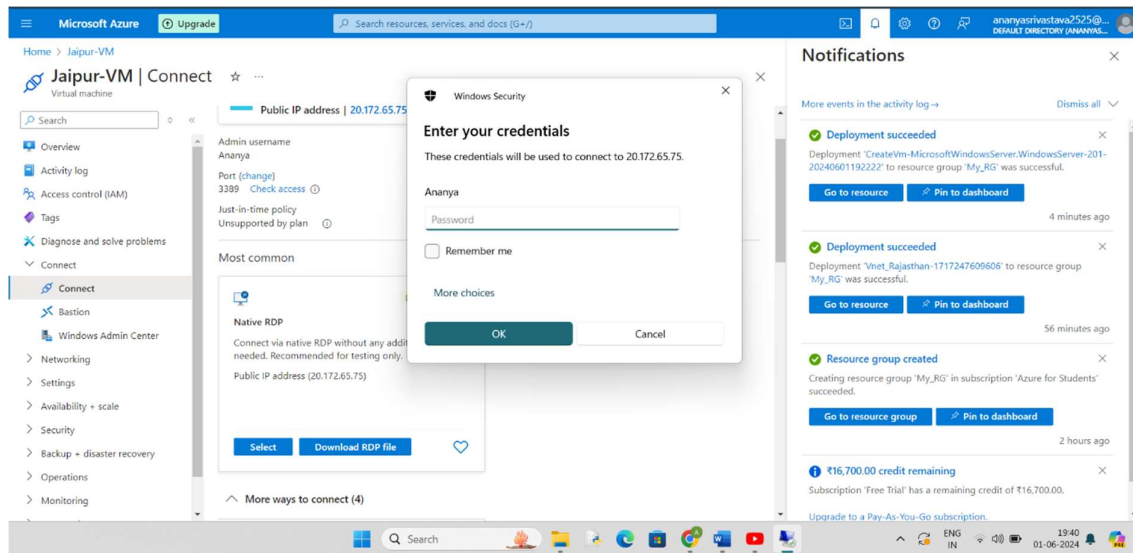 Microsoft Azure
Upgrade
Search resources, services, and docs (G+/)
ananyasrivastava2525@...
DEFAULT DIRECTORY (ANANYAS...
Home > Jaipur-VM
Jaipur-VM | Connect
Virtual machine
Search
Overview
Activity log
Access control (IAM)
Tags
Diagnose and solve problems
Connect
Connect
Bastion
Windows Admin Center
Networking
Settings
Availability + scale
Security
Backup + disaster recovery
Operations
Monitoring
Public IP address | 20.172.65.75
Admin username
Ananya
Port (change)
3389 Check access
Just-in-time policy
Unsupported by plan
Most common
Native RDP
Connect via native RDP without any addit
needed. Recommended for testing only.
Public IP address (20.172.65.75)
Select
Download RDP file
More ways to connect (4)
Windows Security
Enter your credentials
These credentials will be used to connect to 20.172.65.75.
Ananya
Password
Remember me
More choices
OK
Cancel
Notifications
More events in the activity log →
Dismiss all
Deployment succeeded
Deployment 'CreateVm-MicrosoftWindowsServer.WindowsServer-201-
20240601192222' to resource group 'My_RG' was successful.
Go to resource
Pin to dashboard
4 minutes ago
Deployment succeeded
Deployment 'Vnet_Rajasthan-1717247609606' to resource group
'My_RG' was successful.
Go to resource
Pin to dashboard
56 minutes ago
Resource group created
Creating resource group 'My_RG' in subscription 'Azure for Students'
succeeded.
Go to resource group
Pin to dashboard
2 hours ago
₹16,700.00 credit remaining
Subscription 'Free Trial' has a remaining credit of ₹16,700.00.
Upgrade to a Pay-As-You-Go subscription.
Search
ENG
IN
19:40
01-06-2024